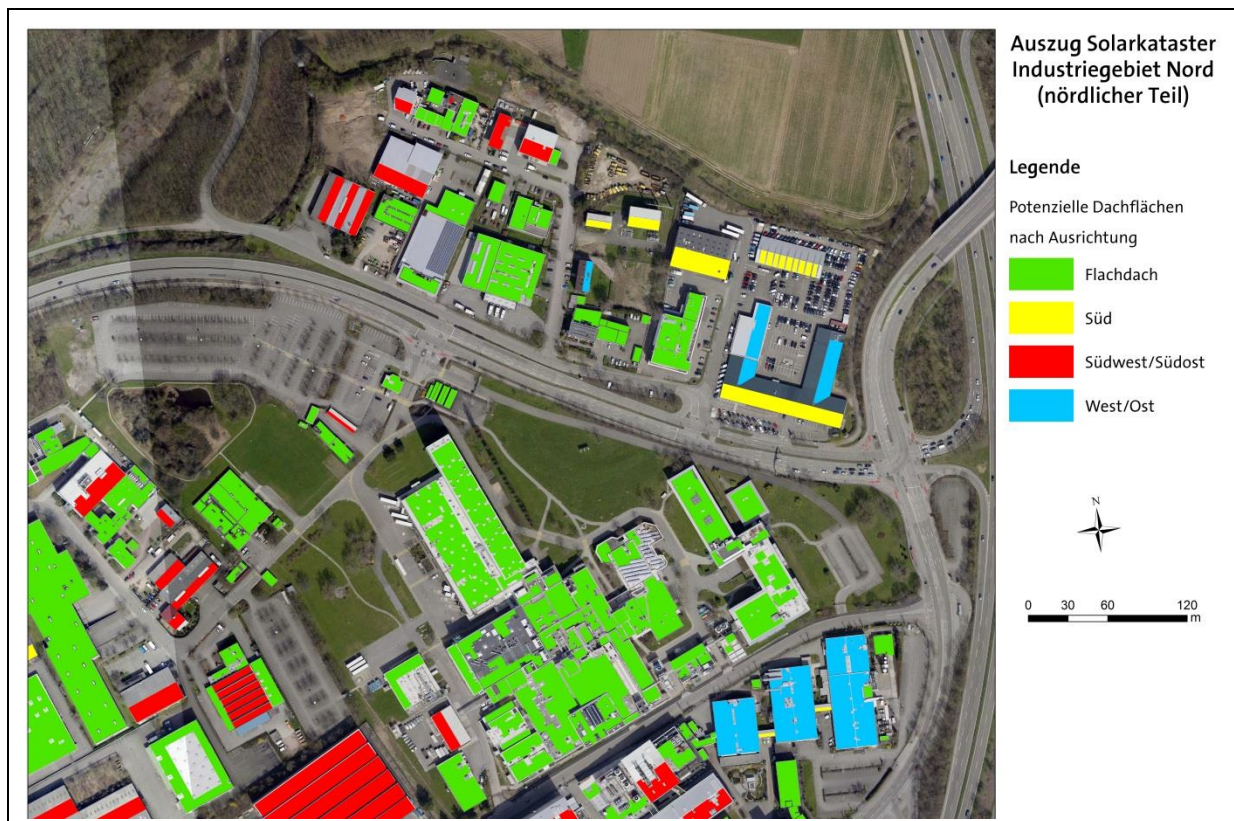 Auszug Solarkataster
Industriegebiet Nord
(nördlicher Teil)
Legende
Potenzielle Dachflächen
nach Ausrichtung
Flachdach
Süd
Südwest/Südost
West/Ost
N
0 30 60 120
m